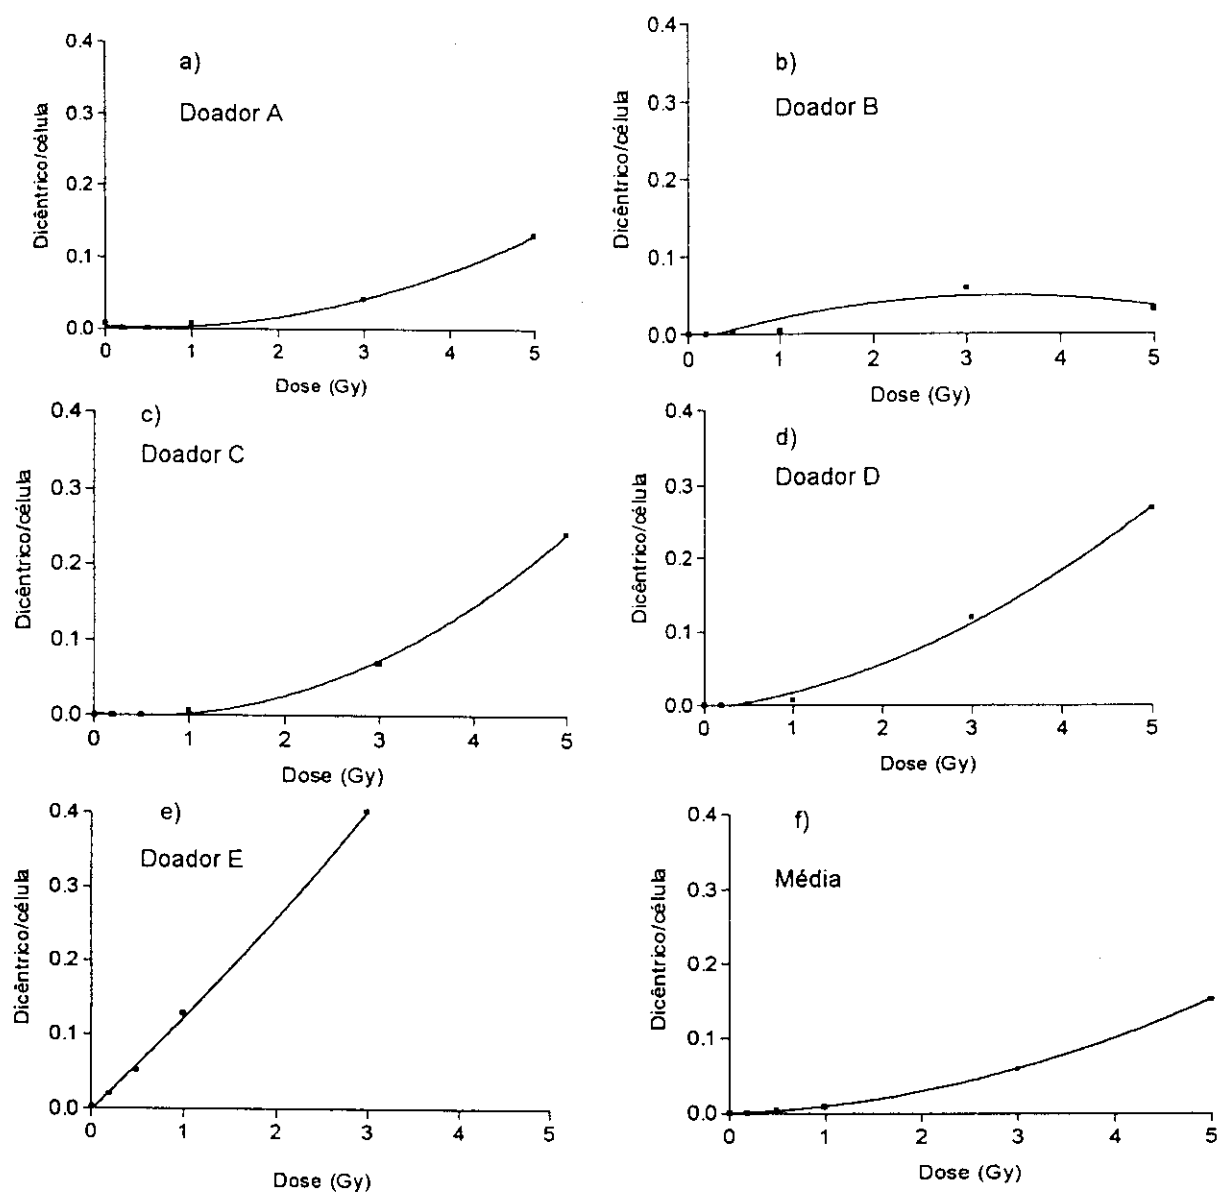 a)
Doador A
Dicêntrico/célula
0.4
0.3
0.2
0.1
0.0
0 1 2 3 4 5
Dose (Gy)
b)
Doador B
Dicêntrico/célula
0.4
0.3
0.2
0.1
0.0
0 1 2 3 4 5
Dose (Gy)
c)
Doador C
Dicêntrico/célula
0.4
0.3
0.2
0.1
0.0
0 1 2 3 4 5
Dose (Gy)
d)
Doador D
Dicêntrico/célula
0.4
0.3
0.2
0.1
0.0
0 1 2 3 4 5
Dose (Gy)
e)
Doador E
Dicêntrico/célula
0.4
0.3
0.2
0.1
0.0
0 1 2 3 4 5
Dose (Gy)
f)
Média
Dicêntrico/célula
0.4
0.3
0.2
0.1
0.0
0 1 2 3 4 5
Dose (Gy)